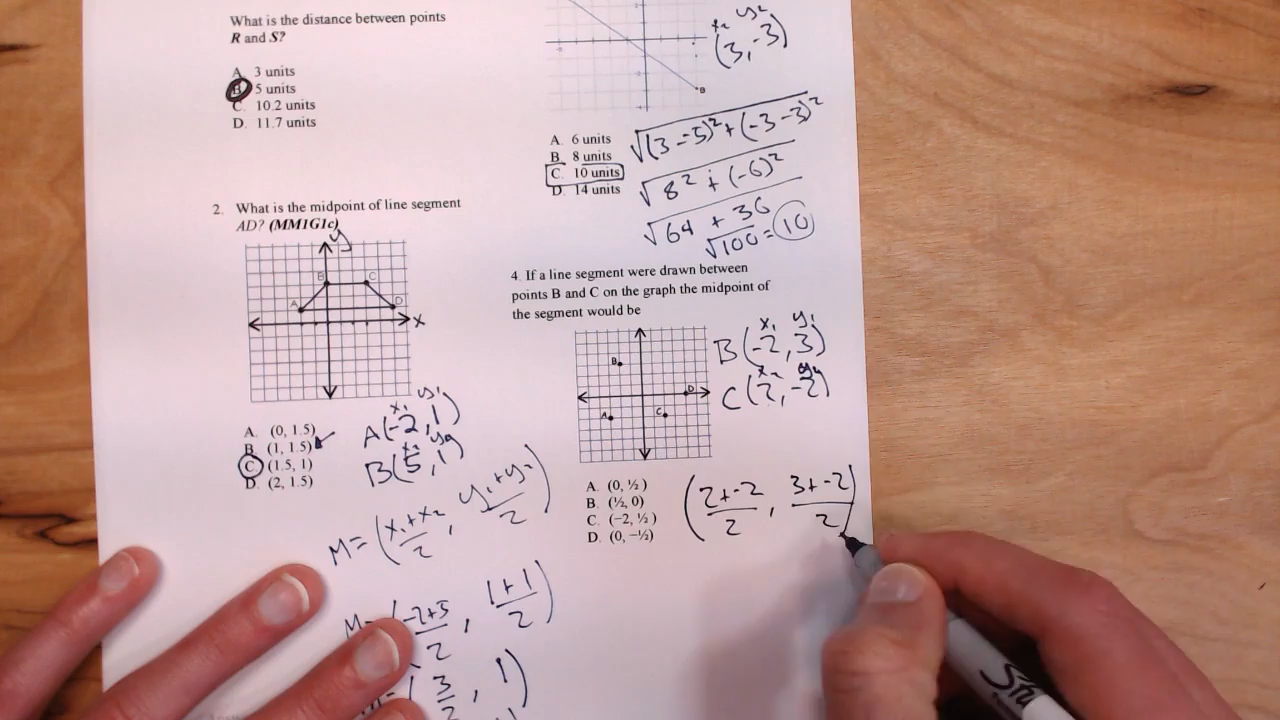 What is the distance between points
R and S?
A. 3 units
5 units
C. 10.2 units
D. 11.7 units
2. What is the midpoint of line segment
AD? (MM1G1c)
y
B C
A D
x
A. (0, 1.5)
B. (1, 1.5)
C. (1.5, 1)
D. (2, 1.5)
x₁ y₁
A(-2, 1)
x₂ y₂
B(5, 1)
M = (x₁+x₂/2, y₁+y₂/2)
-2+5/2, 1+1/2)
3/2, 1)
x₂ y₂
(3, -3)
B
A. 6 units
B. 8 units
C. 10 units
D. 14 units
√(3--5)²+(-3-3)²
√8²+(-6)²
√64 + 36
√100 = 10
4. If a line segment were drawn between
points B and C on the graph the midpoint of
the segment would be
B
D
A C
x₁ y₁
B(-2, 3)
x₂ y₂
C(2, -2)
A. (0, ½ )
B. (½, 0)
C. (−2, ½ )
D. (0, −½)
(2+-2/2, 3+-2/2)